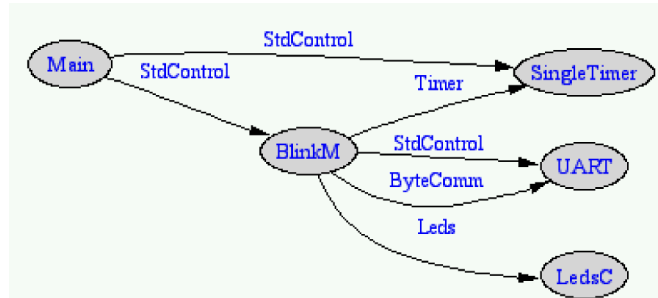 StdControl
Main
StdControl
Timer
SingleTimer
BlinkM
StdControl
UART
ByteComm
Leds
LedsC